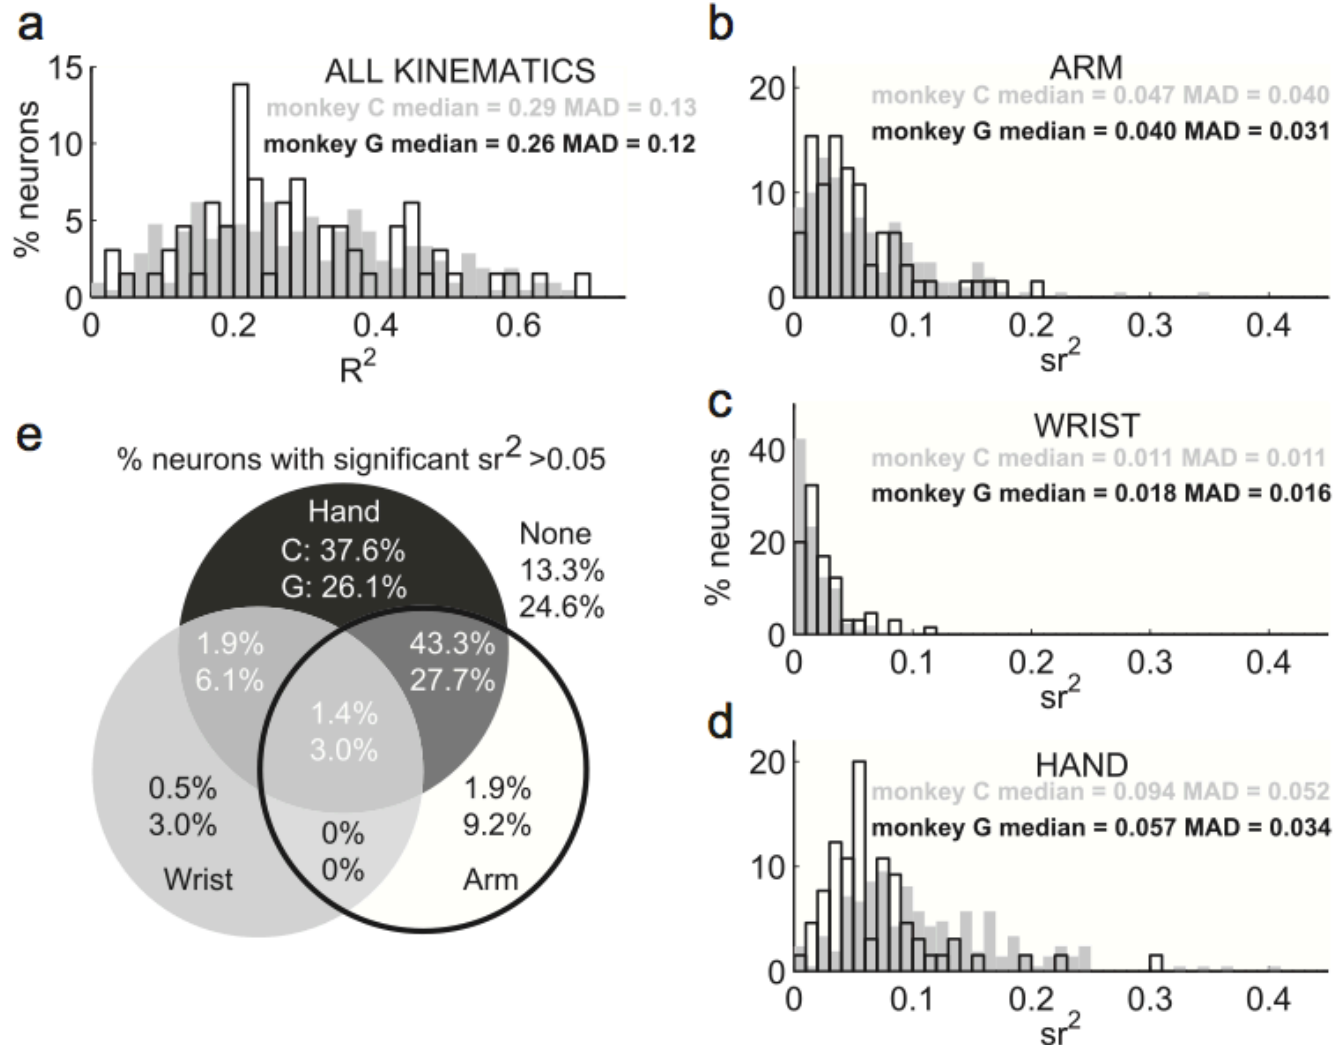 a
15
10
5
0
% neurons
ALL KINEMATICS
monkey C median = 0.29 MAD = 0.13
monkey G median = 0.26 MAD = 0.12
0 0.2 0.4 0.6
R2
b
20
10
0
ARM
monkey C median = 0.047 MAD = 0.040
monkey G median = 0.040 MAD = 0.031
0 0.1 0.2 0.3 0.4
sr2
c
40
20
0
% neurons
WRIST
monkey C median = 0.011 MAD = 0.011
monkey G median = 0.018 MAD = 0.016
0 0.1 0.2 0.3 0.4
sr2
d
20
10
0
HAND
monkey C median = 0.094 MAD = 0.052
monkey G median = 0.057 MAD = 0.034
0 0.1 0.2 0.3 0.4
sr2
e
% neurons with significant sr2 >0.05
Hand
C: 37.6%
G: 26.1%
None
13.3%
24.6%
1.9%
6.1%
43.3%
27.7%
1.4%
3.0%
0.5%
3.0%
Wrist
0%
0%
1.9%
9.2%
Arm